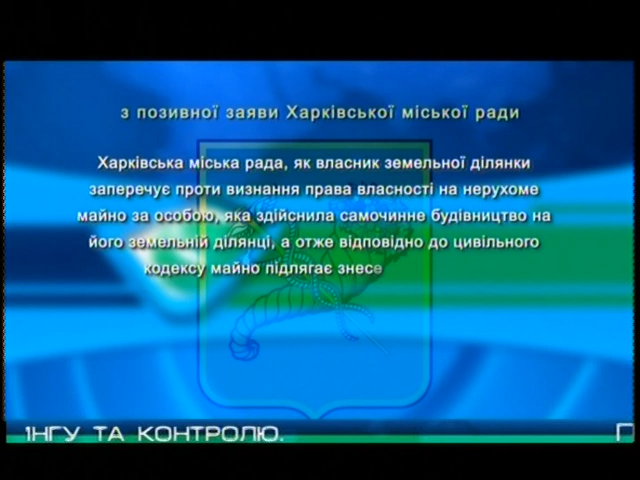 з позивної заяви Харківської міської ради
Харківська міська рада, як власник земельної ділянки
заперечує проти визнання права власності на нерухоме
майно за особою, яка здійснила самочинне будівництво на
його земельній ділянці, а отже відповідно до цивільного
кодексу майно підлягає знесе
ІНГУ ТА КОНТРОЛЮ.